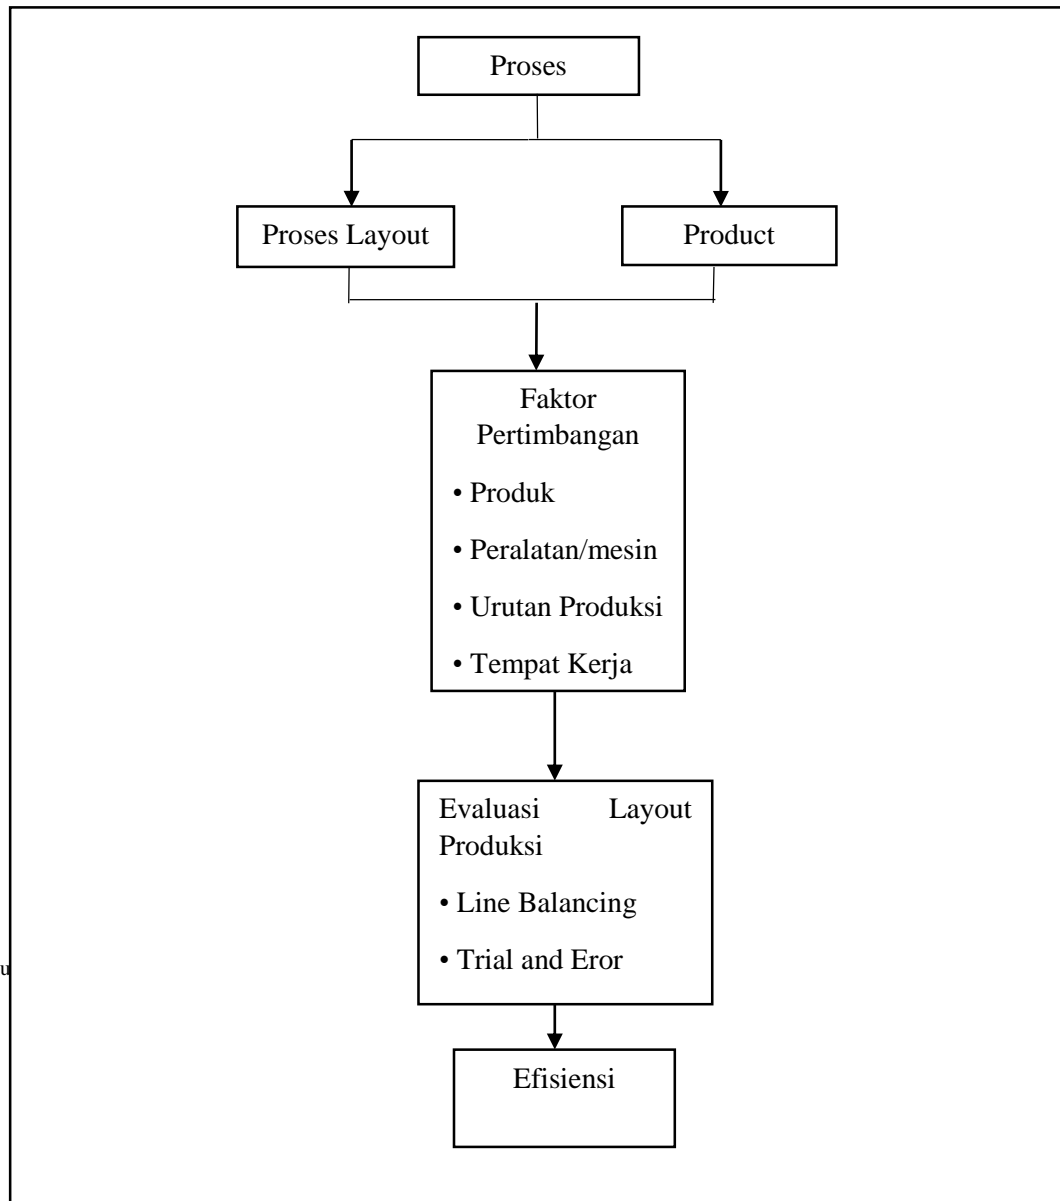 Proses
Proses Layout
Product
Faktor
Pertimbangan
• Produk
• Peralatan/mesin
• Urutan Produksi
• Tempat Kerja
Evaluasi Layout
Produksi
• Line Balancing
• Trial and Eror
u
Efisiensi